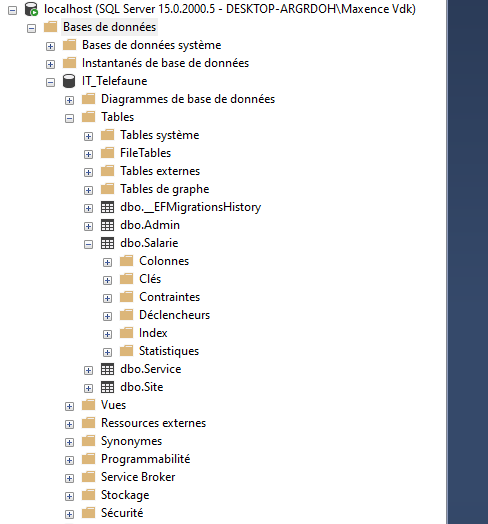 localhost (SQL Server 15.0.2000.5 - DESKTOP-ARGRDOH\Maxence Vdk)
Bases de données
Bases de données système
Instantanés de base de données
IT_Telefaune
Diagrammes de base de données
Tables
Tables système
FileTables
Tables externes
Tables de graphe
dbo.__EFMigrationsHistory
dbo.Admin
dbo.Salarie
Colonnes
Clés
Contraintes
Déclencheurs
Index
Statistiques
dbo.Service
dbo.Site
Vues
Ressources externes
Synonymes
Programmabilité
Service Broker
Stockage
Sécurité